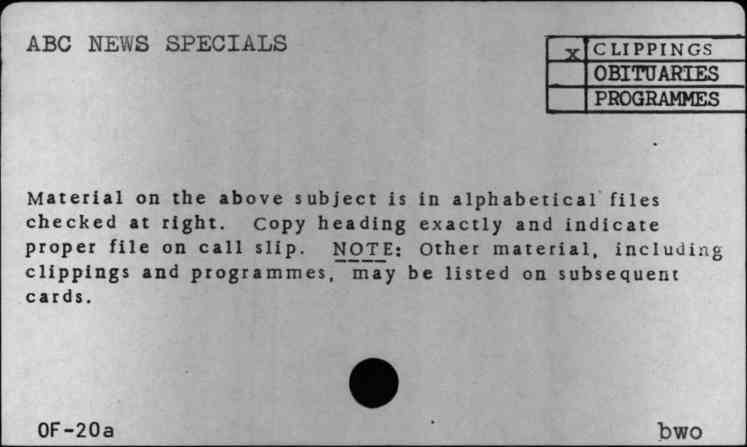 ABC NEWS SPECIALS
x CLIPPINGS
OBITUARIES
PROGRAMMES
Material on the above subject is in alphabetical files
checked at right. Copy heading exactly and indicate
proper file on call slip. NOTE: Other material, including
clippings and programmes, may be listed on subsequent
cards.
OF-20a
bwo